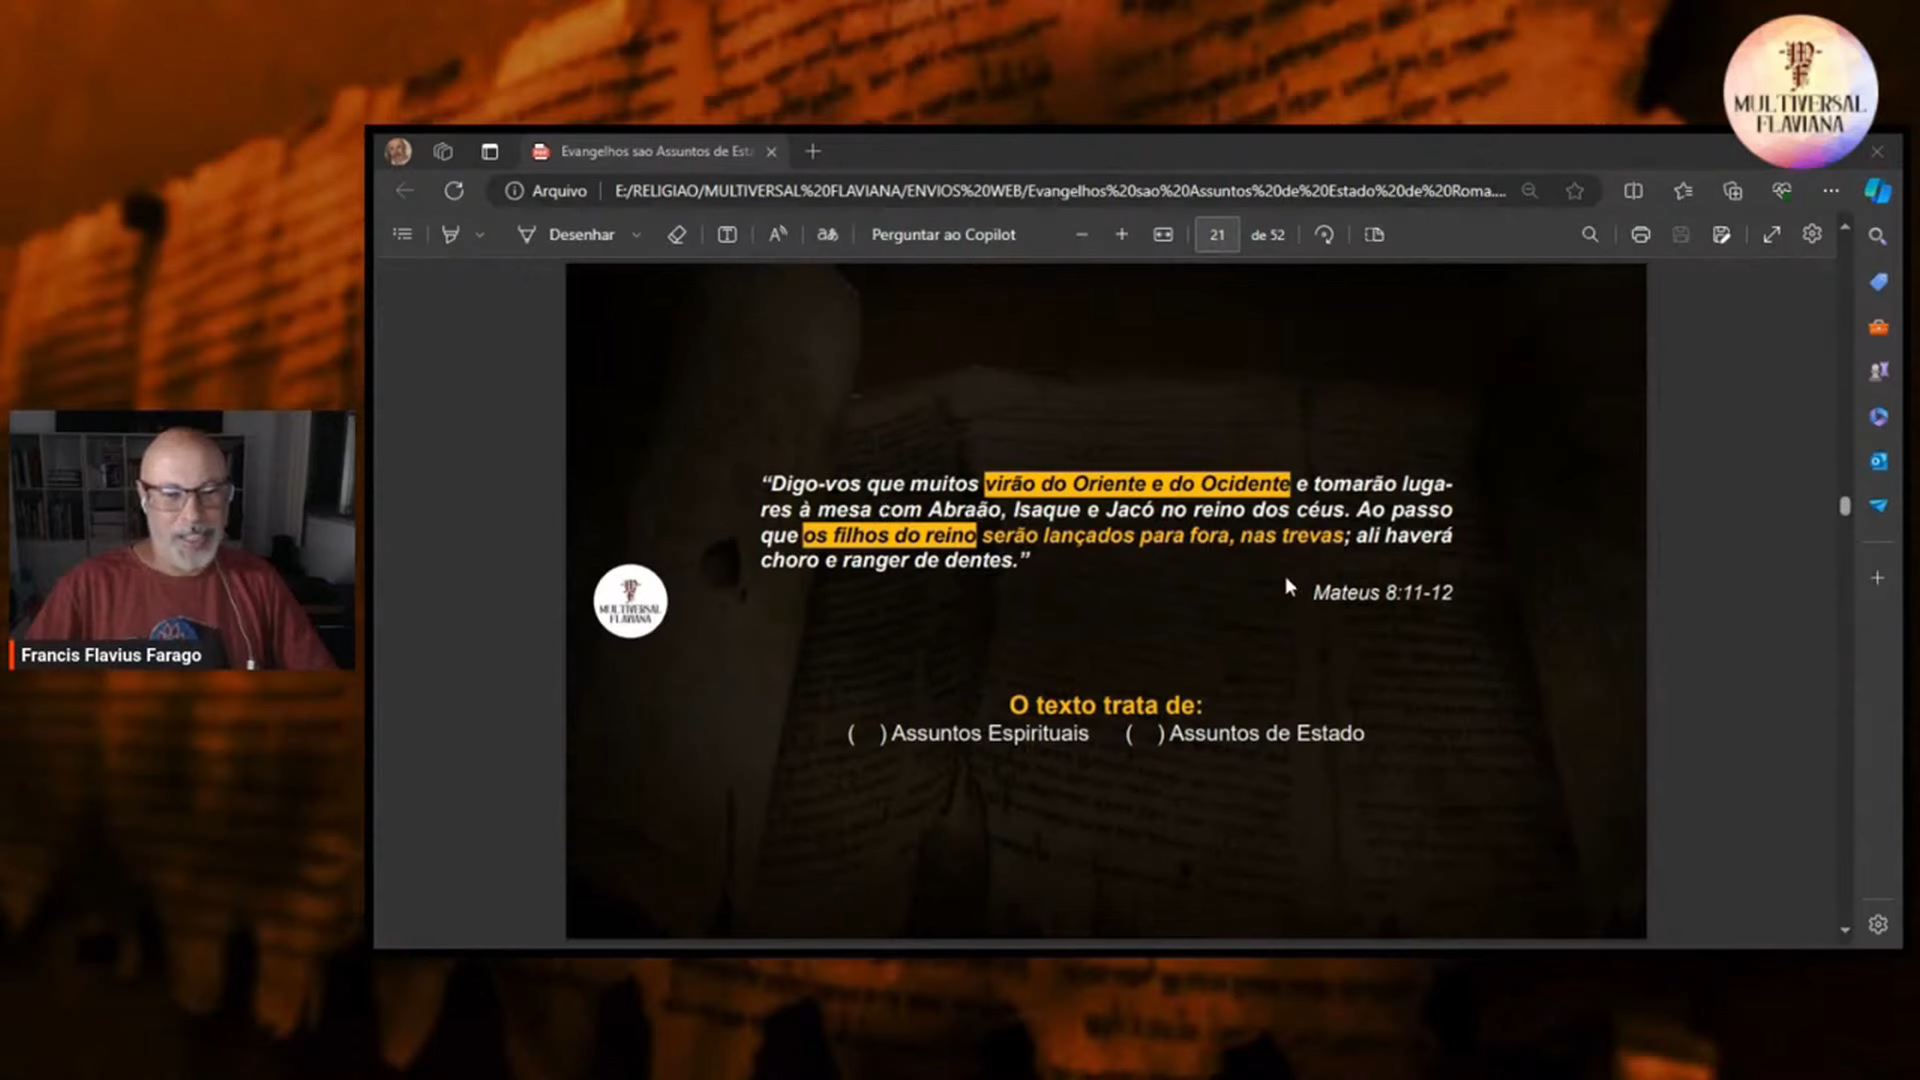 MULTIVERSAL
FLAVIANA
Evangelhos sao Assuntos de Est
Arquivo
E:/RELIGIAO/MULTIVERSAL%20FLAVIANA/ENVIOS%20WEB/Evangelhos%20sao%20Assuntos%20de%20Estado%20de%20Roma....
Desenhar
Perguntar ao Copilot
21 de 52
“Digo-vos que muitos virão do Oriente e do Ocidente e tomarão luga-
res à mesa com Abraão, Isaque e Jacó no reino dos céus. Ao passo
que os filhos do reino serão lançados para fora, nas trevas; ali haverá
choro e ranger de dentes.”
Mateus 8:11-12
MULTIVERSAL
FLAVIANA
O texto trata de:
( ) Assuntos Espirituais ( ) Assuntos de Estado
Francis Flavius Farago